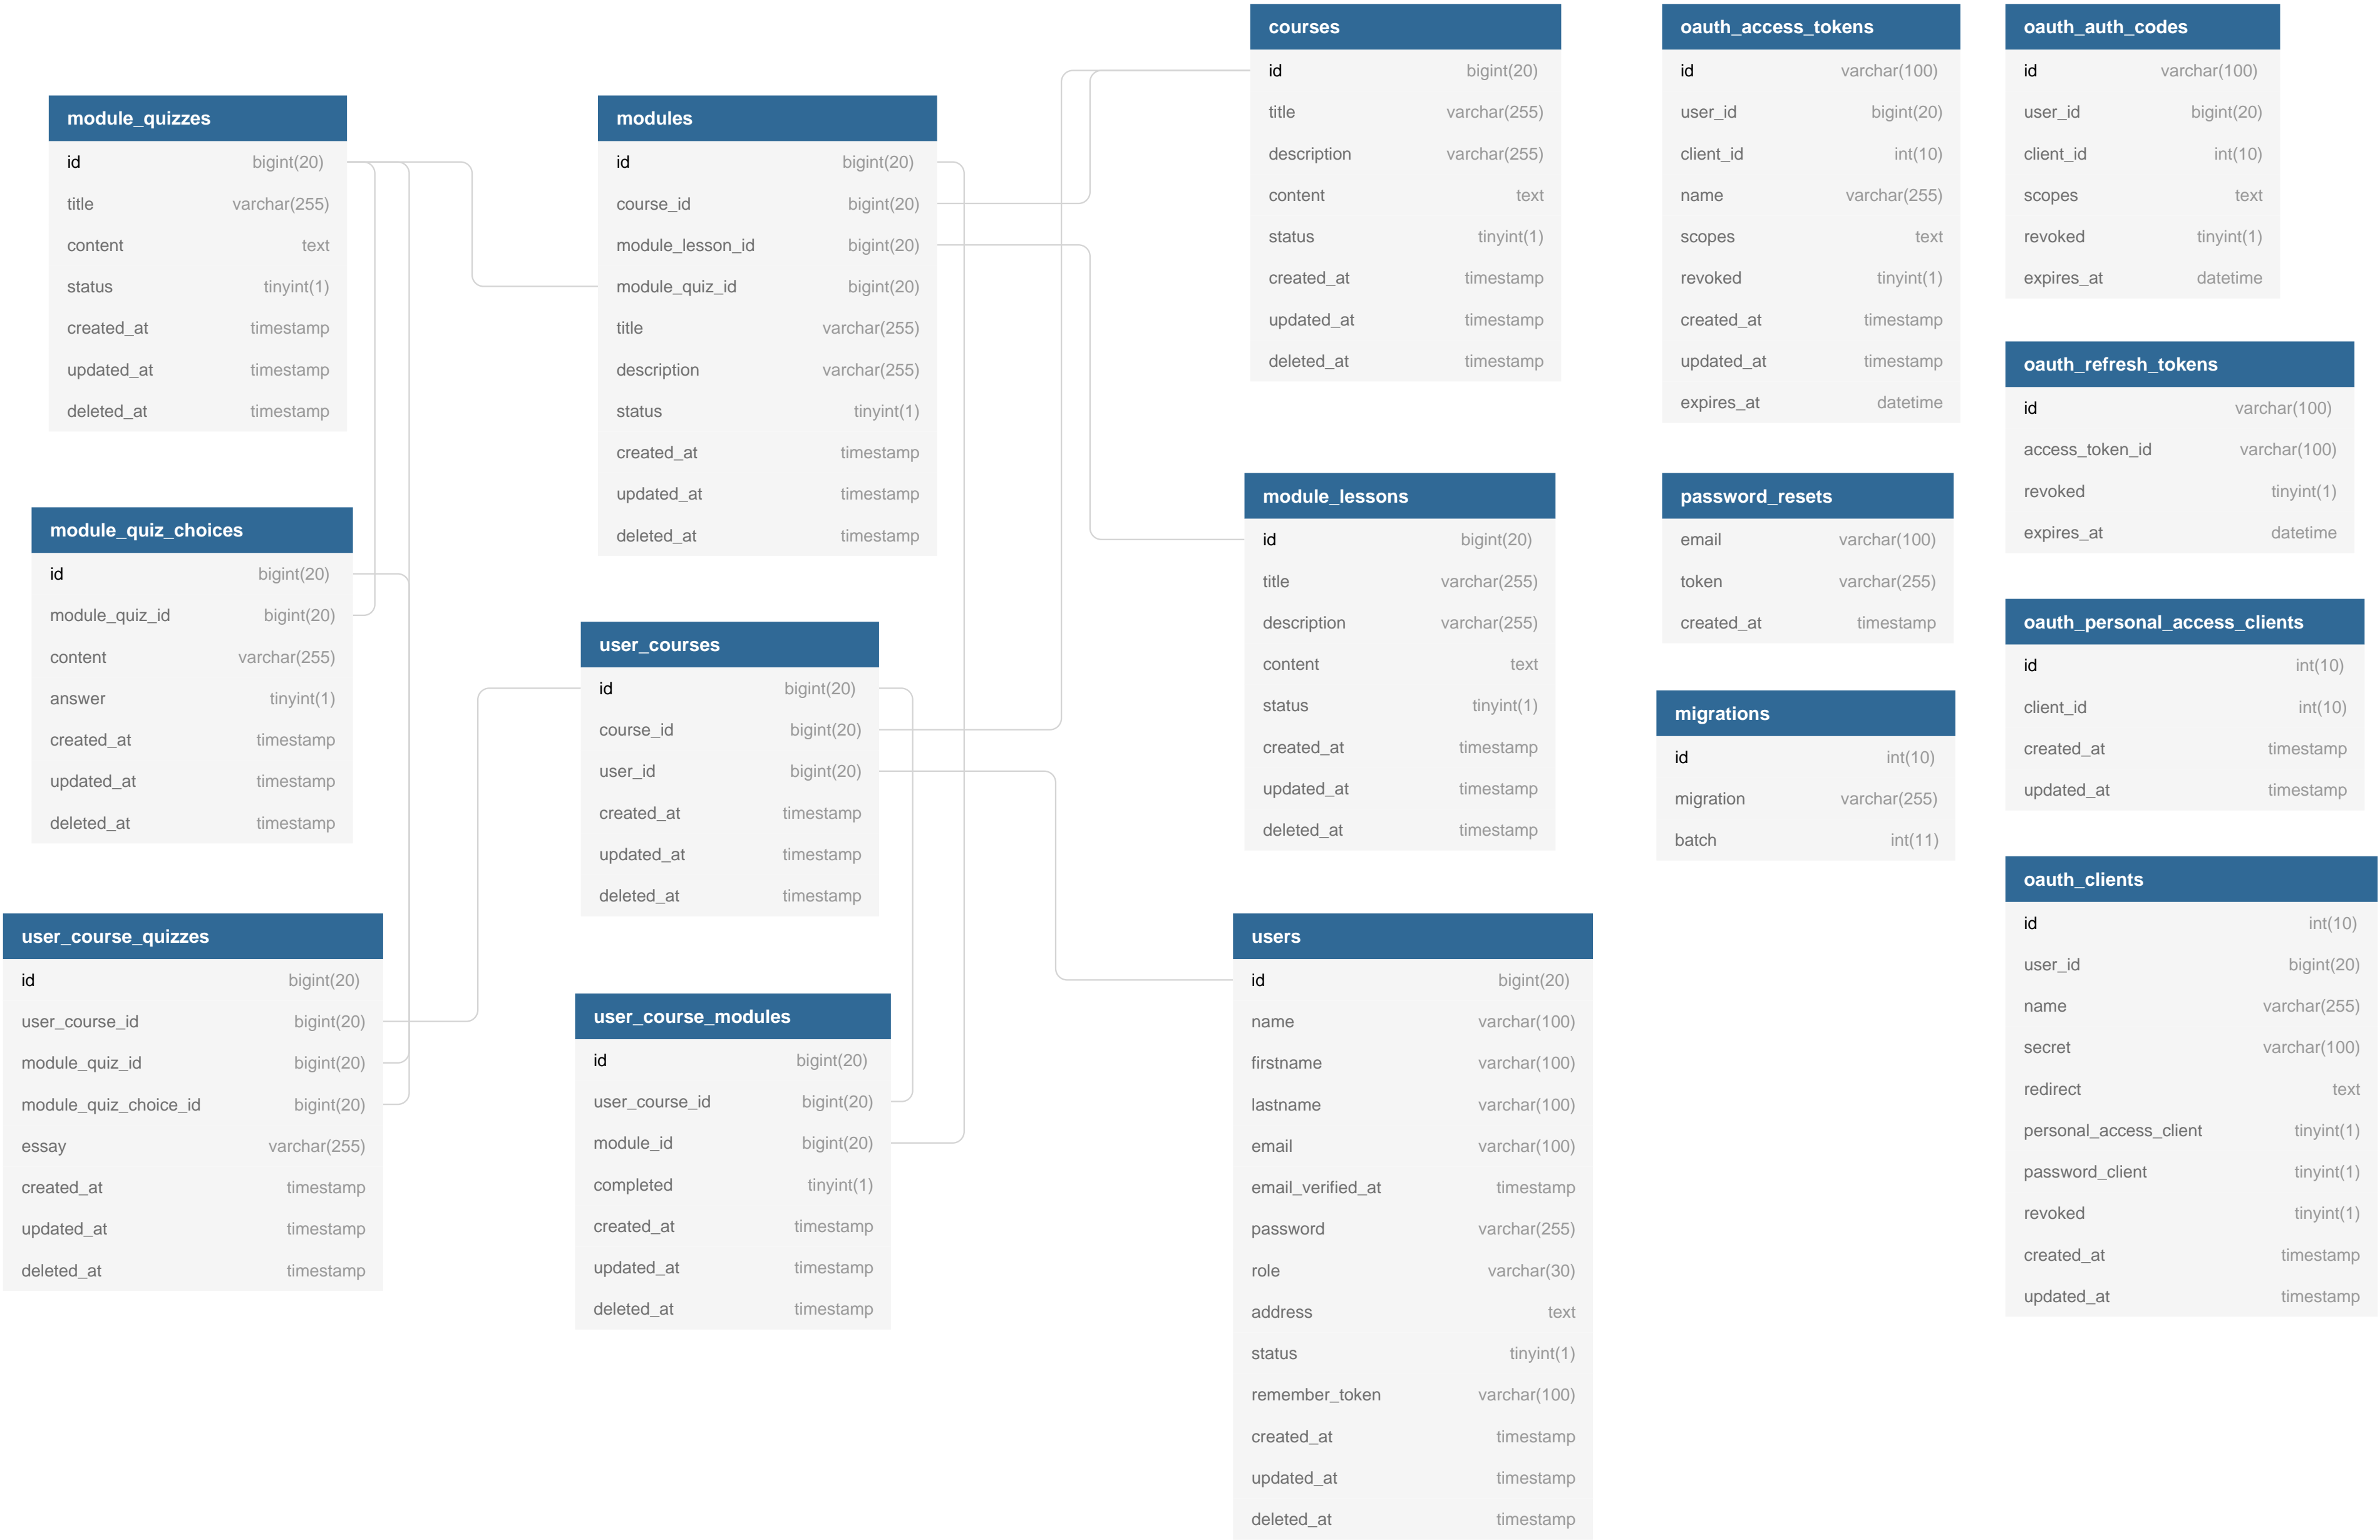 module_quizzes
id bigint(20)
title varchar(255)
content text
status tinyint(1)
created_at timestamp
updated_at timestamp
deleted_at timestamp
module_quiz_choices
id bigint(20)
module_quiz_id bigint(20)
content varchar(255)
answer tinyint(1)
created_at timestamp
updated_at timestamp
deleted_at timestamp
user_course_quizzes
id bigint(20)
user_course_id bigint(20)
module_quiz_id bigint(20)
module_quiz_choice_id bigint(20)
essay varchar(255)
created_at timestamp
updated_at timestamp
deleted_at timestamp
modules
id bigint(20)
course_id bigint(20)
module_lesson_id bigint(20)
module_quiz_id bigint(20)
title varchar(255)
description varchar(255)
status tinyint(1)
created_at timestamp
updated_at timestamp
deleted_at timestamp
user_courses
id bigint(20)
course_id bigint(20)
user_id bigint(20)
created_at timestamp
updated_at timestamp
deleted_at timestamp
user_course_modules
id bigint(20)
user_course_id bigint(20)
module_id bigint(20)
completed tinyint(1)
created_at timestamp
updated_at timestamp
deleted_at timestamp
courses
id bigint(20)
title varchar(255)
description varchar(255)
content text
status tinyint(1)
created_at timestamp
updated_at timestamp
deleted_at timestamp
module_lessons
id bigint(20)
title varchar(255)
description varchar(255)
content text
status tinyint(1)
created_at timestamp
updated_at timestamp
deleted_at timestamp
users
id bigint(20)
name varchar(100)
firstname varchar(100)
lastname varchar(100)
email varchar(100)
email_verified_at timestamp
password varchar(255)
role varchar(30)
address text
status tinyint(1)
remember_token varchar(100)
created_at timestamp
updated_at timestamp
deleted_at timestamp
oauth_access_tokens
id varchar(100)
user_id bigint(20)
client_id int(10)
name varchar(255)
scopes text
revoked tinyint(1)
created_at timestamp
updated_at timestamp
expires_at datetime
password_resets
email varchar(100)
token varchar(255)
created_at timestamp
migrations
id int(10)
migration varchar(255)
batch int(11)
oauth_auth_codes
id varchar(100)
user_id bigint(20)
client_id int(10)
scopes text
revoked tinyint(1)
expires_at datetime
oauth_refresh_tokens
id varchar(100)
access_token_id varchar(100)
revoked tinyint(1)
expires_at datetime
oauth_personal_access_clients
id int(10)
client_id int(10)
created_at timestamp
updated_at timestamp
oauth_clients
id int(10)
user_id bigint(20)
name varchar(255)
secret varchar(100)
redirect text
personal_access_client tinyint(1)
password_client tinyint(1)
revoked tinyint(1)
created_at timestamp
updated_at timestamp